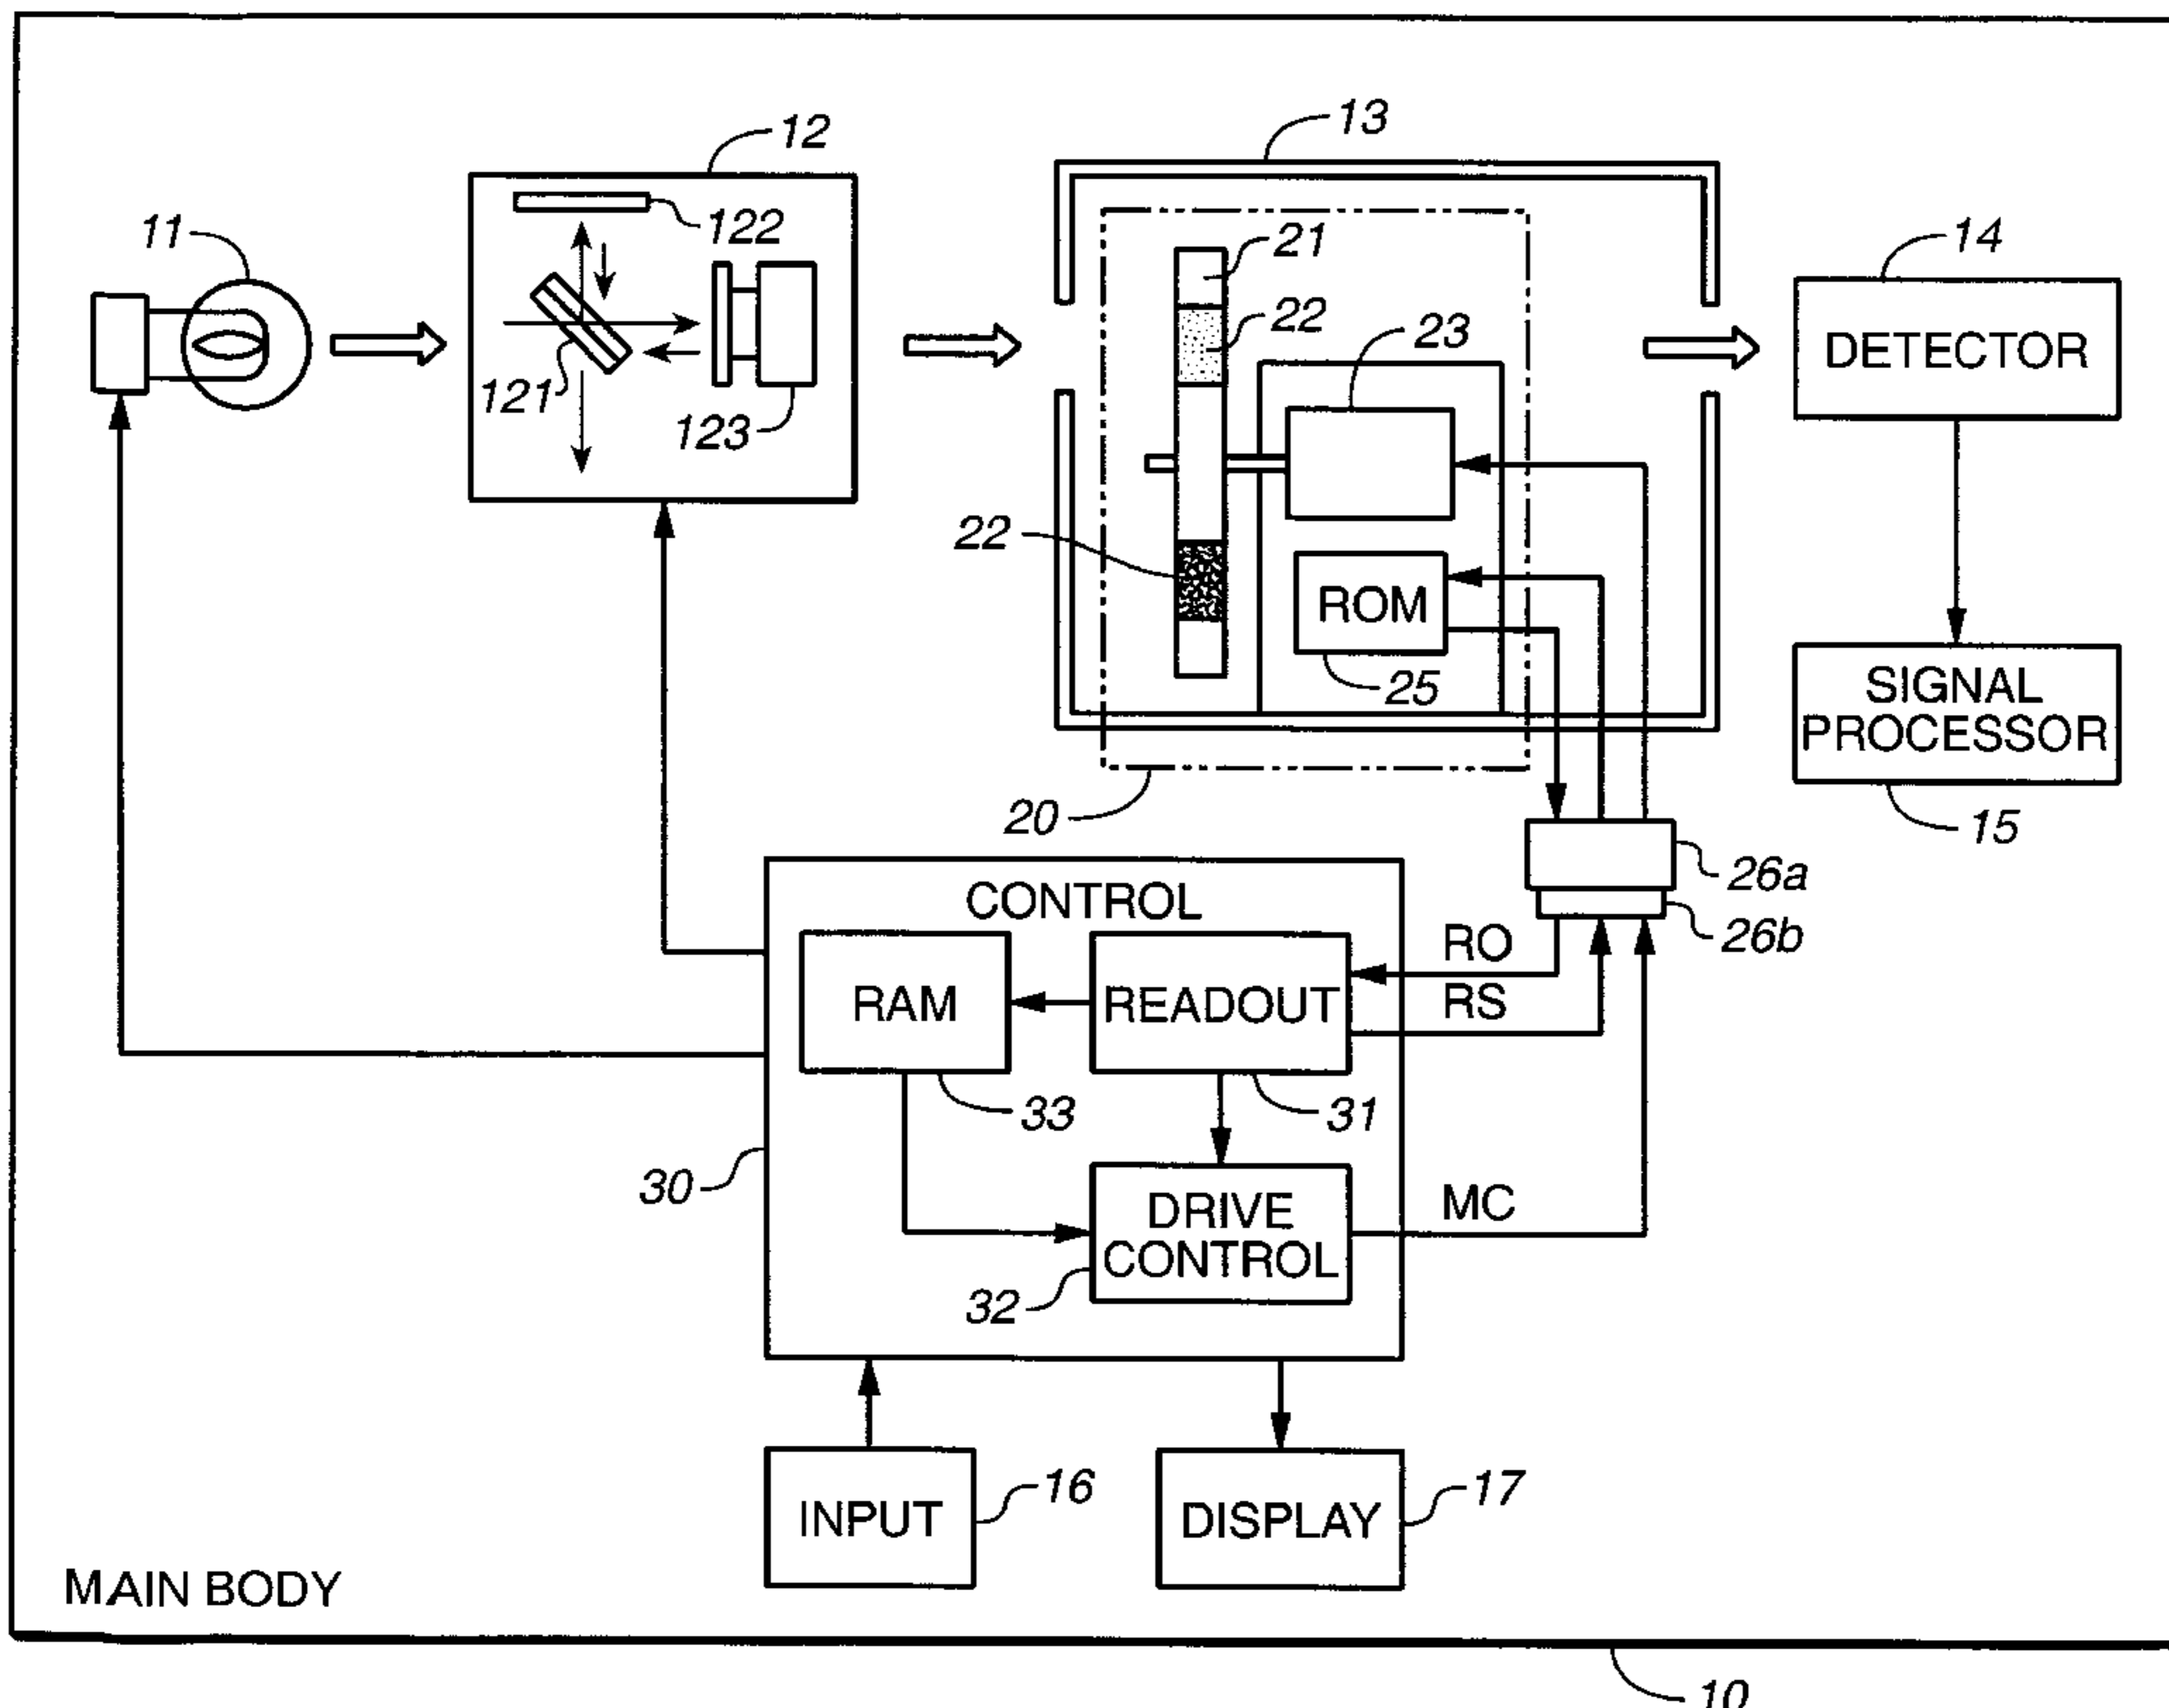 13
12
122
21
14
11
22
23
DETECTOR
121
123
22
ROM
25
SIGNAL
PROCESSOR
20
15
26a
CONTROL
26b
RO
RAM
READOUT
RS
33
31
30
MC
DRIVE
CONTROL
32
16
17
INPUT
DISPLAY
MAIN BODY
10